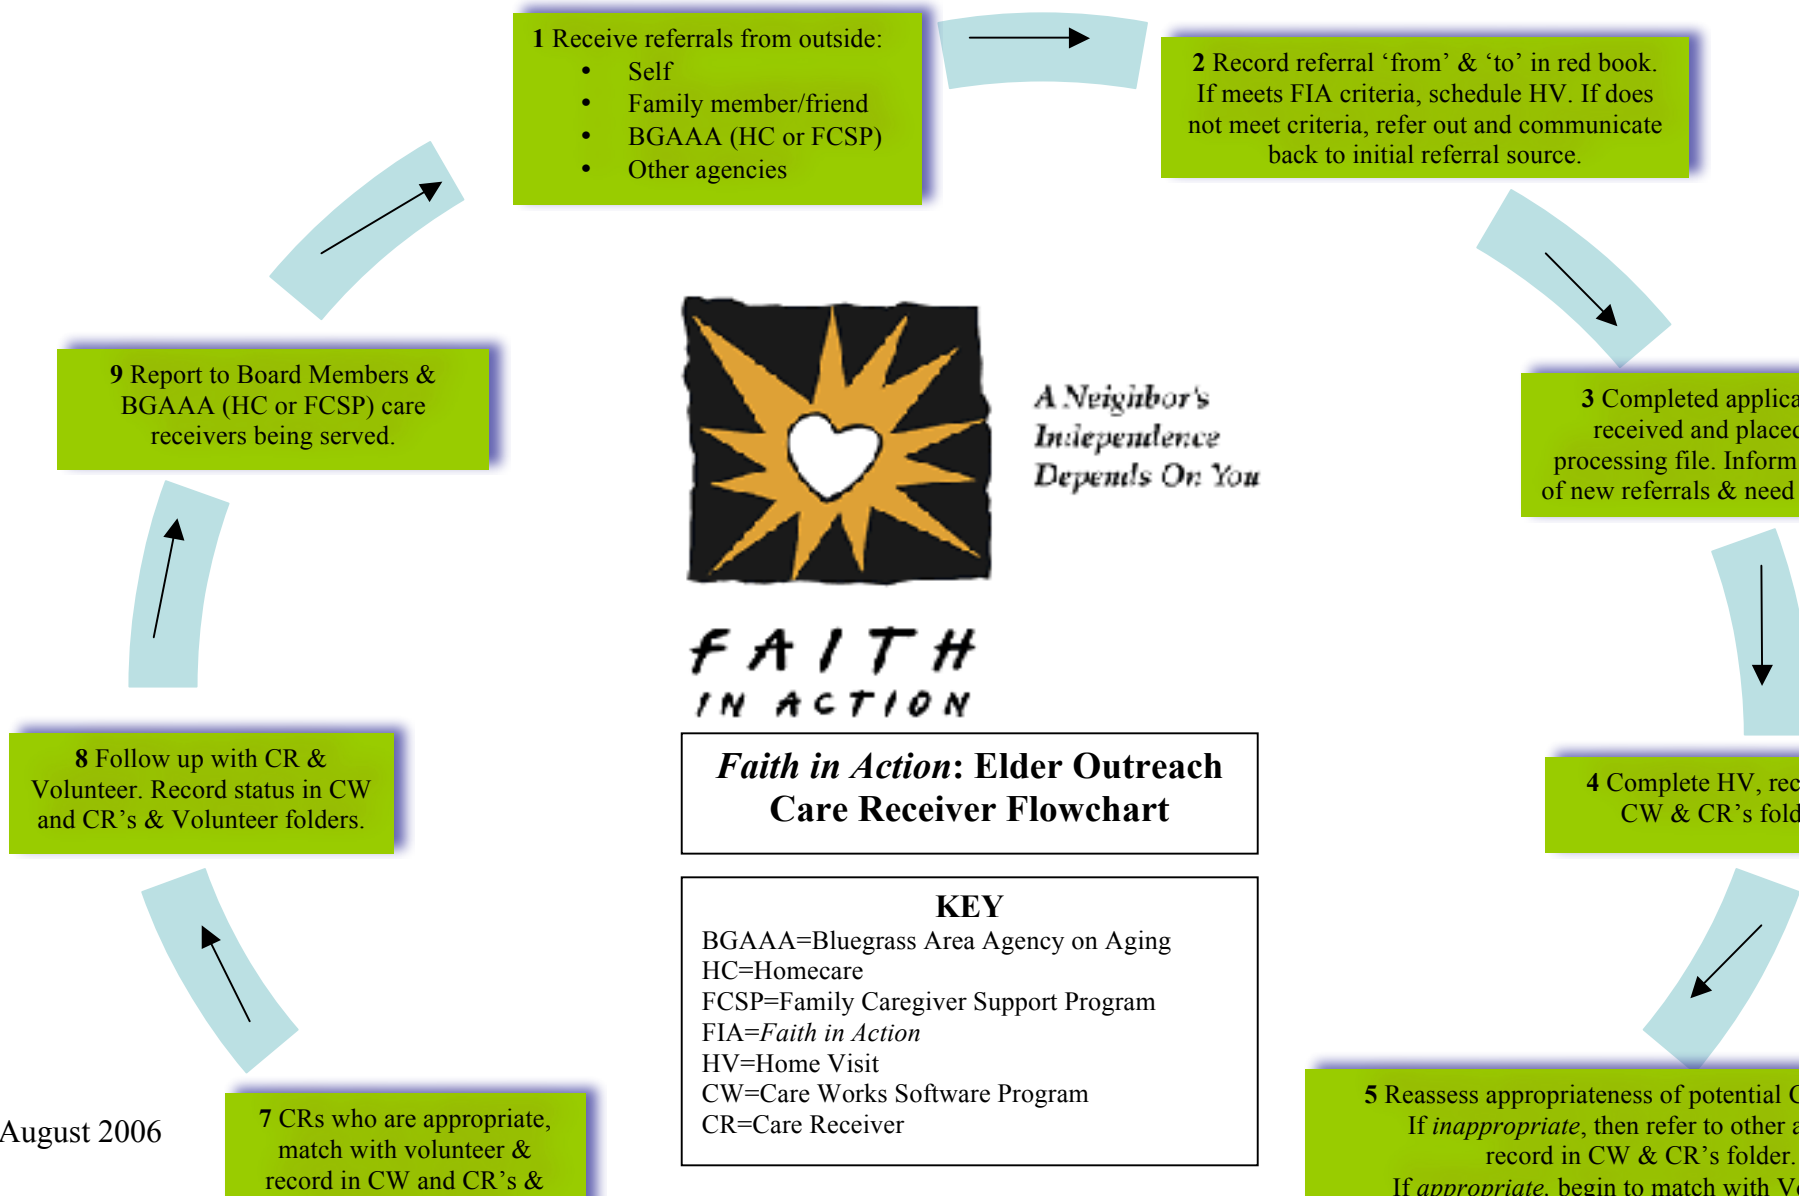 1 Receive referrals from outside:
• Self
• Family member/friend
• BGAAA (HC or FCSP)
• Other agencies
2 Record referral ‘from’ & ‘to’ in red book.
If meets FIA criteria, schedule HV. If does
not meet criteria, refer out and communicate
back to initial referral source.
3 Completed
received and
processing file. Inform
of new referrals & need
4 Complete HV,
CW & CR’s
5 Reassess appropriateness of potential
If inappropriate, then refer to other
record in CW & CR’s folder.
If appropriate, begin to match with
7 CRs who are appropriate,
match with volunteer &
record in CW and CR’s &
8 Follow up with CR &
Volunteer. Record status in CW
and CR’s & Volunteer folders.
9 Report to Board Members &
BGAAA (HC or FCSP) care
receivers being served.
A Neighbor's
Independence
Depends On You
FAITH
IN ACTION
Faith in Action: Elder Outreach
Care Receiver Flowchart
KEY
BGAAA=Bluegrass Area Agency on Aging
HC=Homecare
FCSP=Family Caregiver Support Program
FIA=Faith in Action
HV=Home Visit
CW=Care Works Software Program
CR=Care Receiver
August 2006